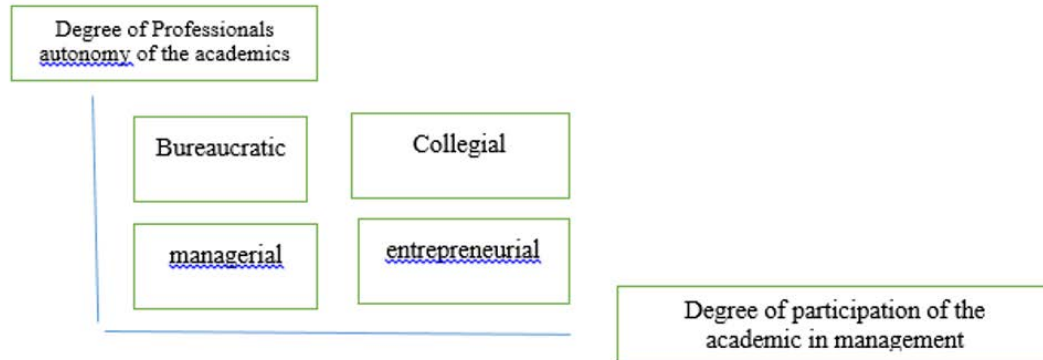 Degree of Professionals
autonomy of the academics
Bureaucratic
Collegial
managerial
entrepreneurial
Degree of participation of the
academic in management